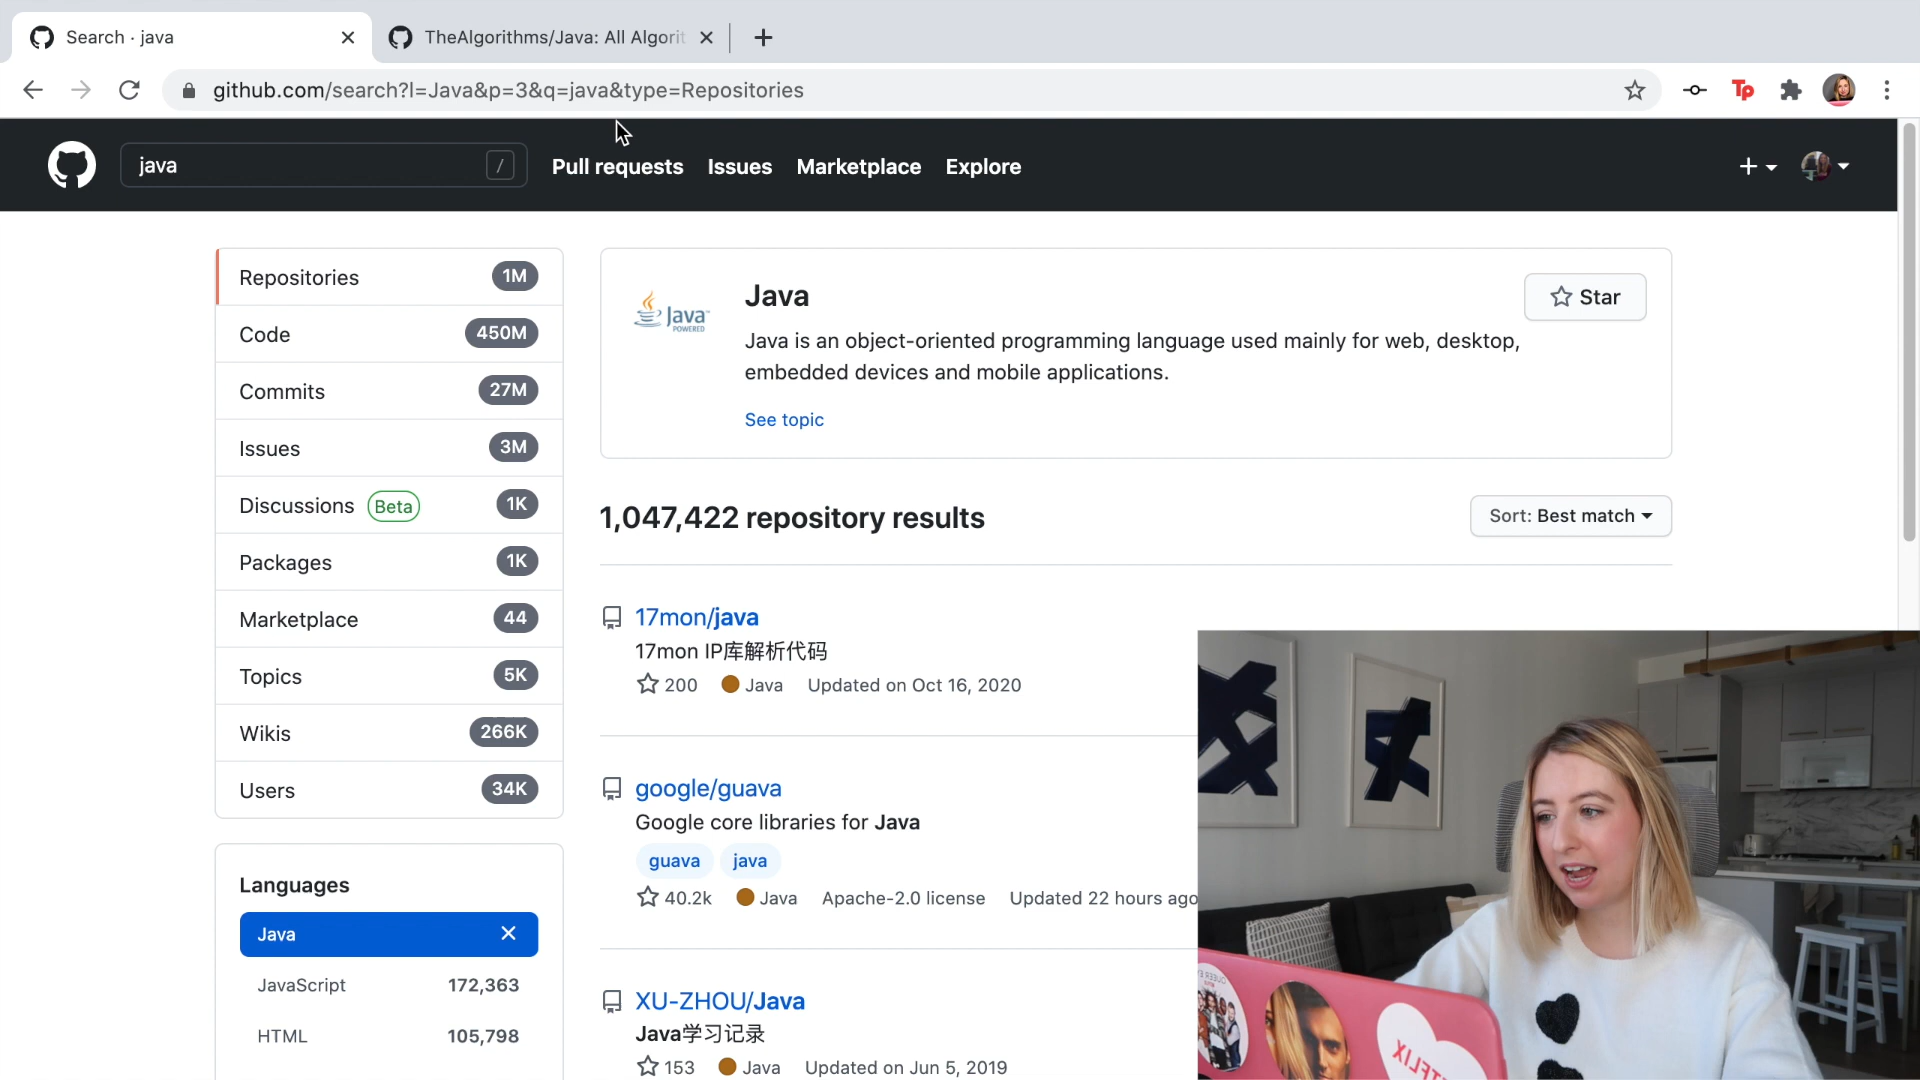 Search · java
TheAlgorithms/Java: All Algorit
github.com/search?l=Java&p=3&q=java&type=Repositories
Tp
java
/
Pull requests
Issues
Marketplace
Explore
Repositories 1M
Code 450M
Commits 27M
Issues 3M
Discussions Beta 1K
Packages 1K
Marketplace 44
Topics 5K
Wikis 266K
Users 34K
Languages
Java
JavaScript 172,363
HTML 105,798
Java
POWERED
Java
Star
Java is an object-oriented programming language used mainly for web, desktop,
embedded devices and mobile applications.
See topic
1,047,422 repository results
Sort: Best match
17mon/java
17mon IP库解析代码
200 Java Updated on Oct 16, 2020
google/guava
Google core libraries for Java
guava java
40.2k Java Apache-2.0 license Updated 22 hours ago
XU-ZHOU/Java
Java学习记录
153 Java Updated on Jun 5, 2019